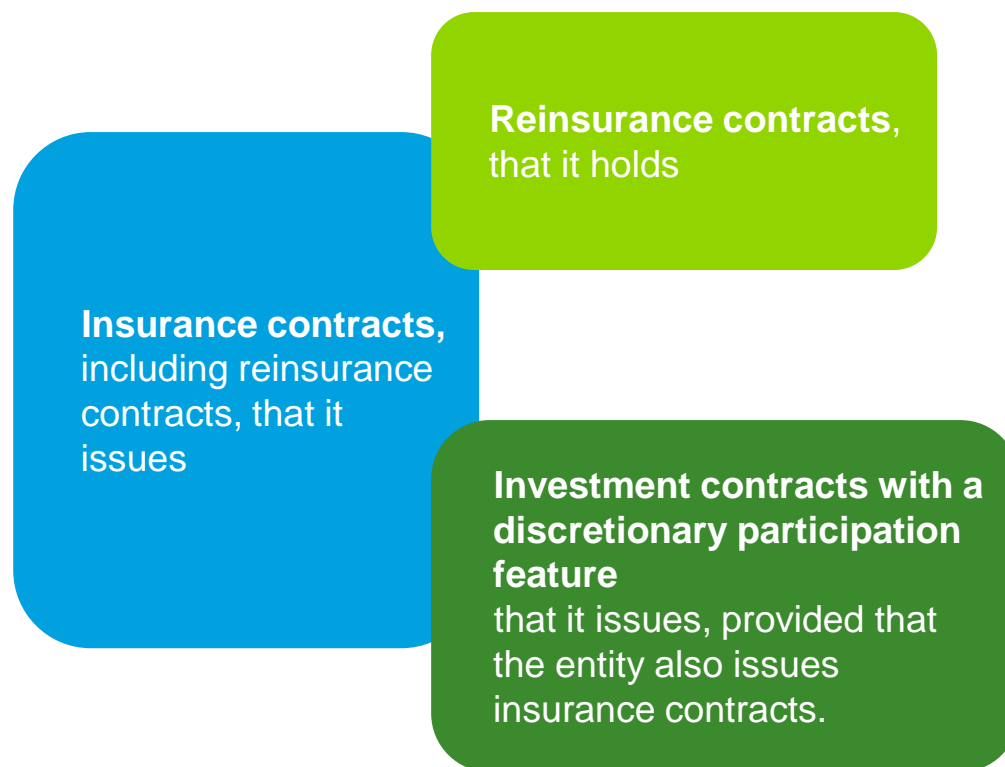 Reinsurance contracts,
that it holds
Insurance contracts,
including reinsurance
contracts, that it
issues
Investment contracts with a
discretionary participation
feature
that it issues, provided that
the entity also issues
insurance contracts.